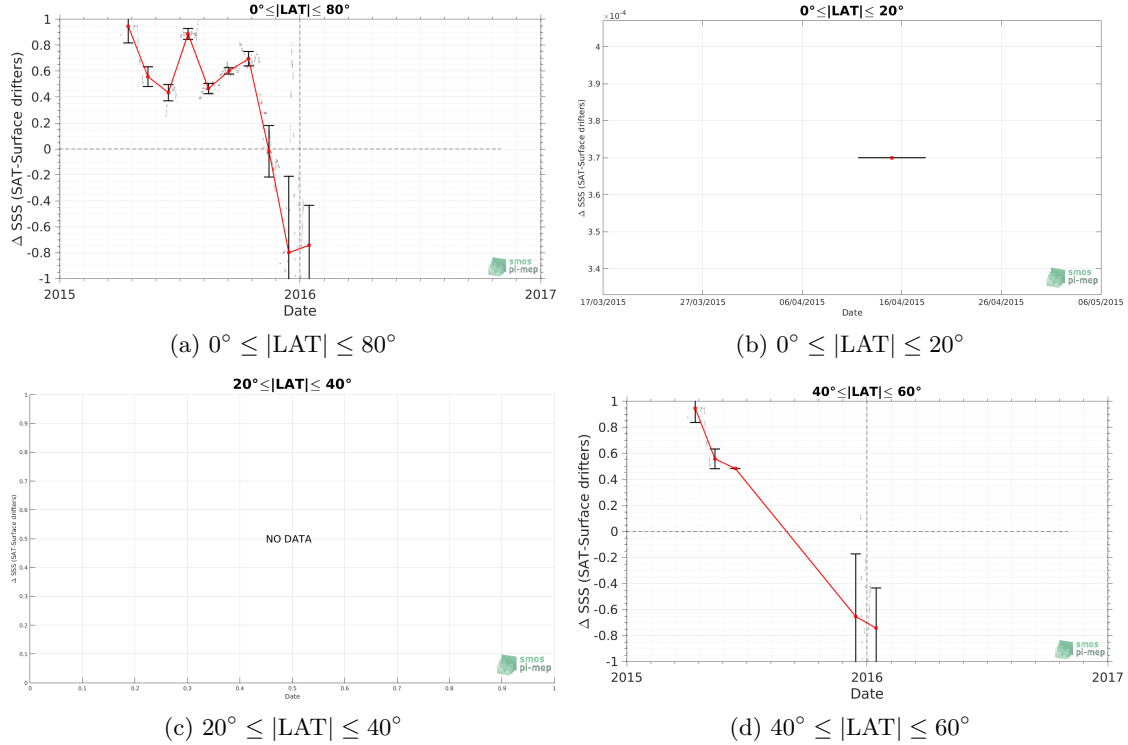 0°≤|LAT|≤ 80°
1
0.8
0.6
0.4
0.2
0
-0.2
-0.4
-0.6
-0.8
-1
Δ SSS (SAT-Surface drifters)
2015
2016
2017
Date
smos
pi-mep
(a) 0° ≤ |LAT| ≤ 80°
0°≤|LAT|≤ 20°
×10⁻⁴
4
3.9
3.8
3.7
3.6
3.5
3.4
Δ SSS (SAT-Surface drifters)
17/03/2015
27/03/2015
06/04/2015
16/04/2015
26/04/2015
06/05/2015
Date
smos
pi-mep
(b) 0° ≤ |LAT| ≤ 20°
20°≤|LAT|≤ 40°
1
0.9
0.8
0.7
0.6
0.5
0.4
0.3
0.2
0.1
0
Δ SSS (SAT-Surface drifters)
NO DATA
0
0.1
0.2
0.3
0.4
0.5
0.6
0.7
0.8
0.9
1
Date
smos
pi-mep
(c) 20° ≤ |LAT| ≤ 40°
40°≤|LAT|≤ 60°
1
0.8
0.6
0.4
0.2
0
-0.2
-0.4
-0.6
-0.8
-1
Δ SSS (SAT-Surface drifters)
2015
2016
2017
Date
smos
pi-mep
(d) 40° ≤ |LAT| ≤ 60°